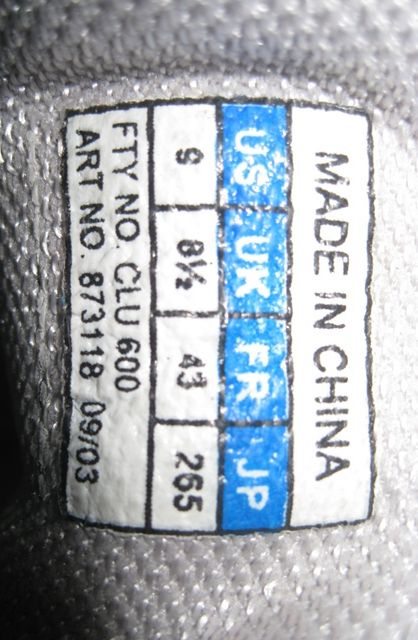 MADE IN CHINA
US UK FR JP
9 8½ 43 265
FTY NO. CLU 600
ART NO. 873118 09/03